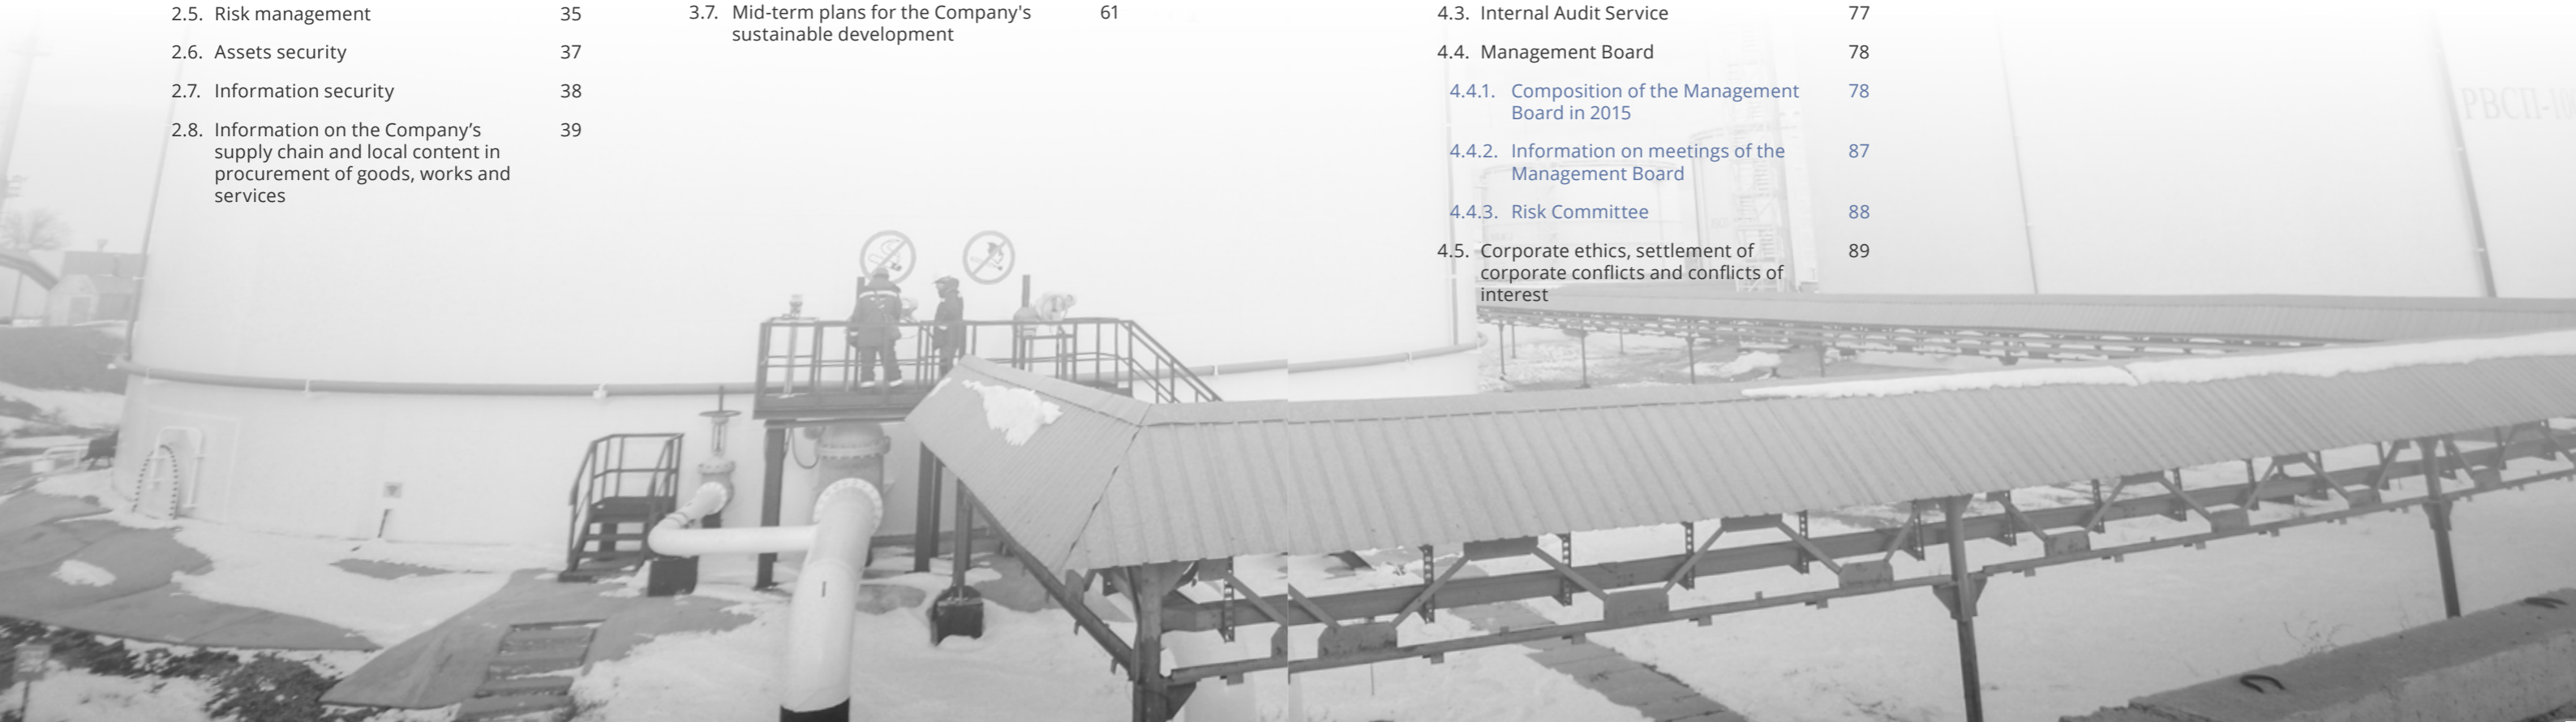 2.5. Risk management 35
2.6. Assets security 37
2.7. Information security 38
2.8. Information on the Company’s 39
supply chain and local content in
procurement of goods, works and
services
3.7. Mid-term plans for the Company's 61
sustainable development
4.3. Internal Audit Service 77
4.4. Management Board 78
4.4.1. Composition of the Management 78
Board in 2015
4.4.2. Information on meetings of the 87
Management Board
4.4.3. Risk Committee 88
4.5. Corporate ethics, settlement of 89
corporate conflicts and conflicts of
interest